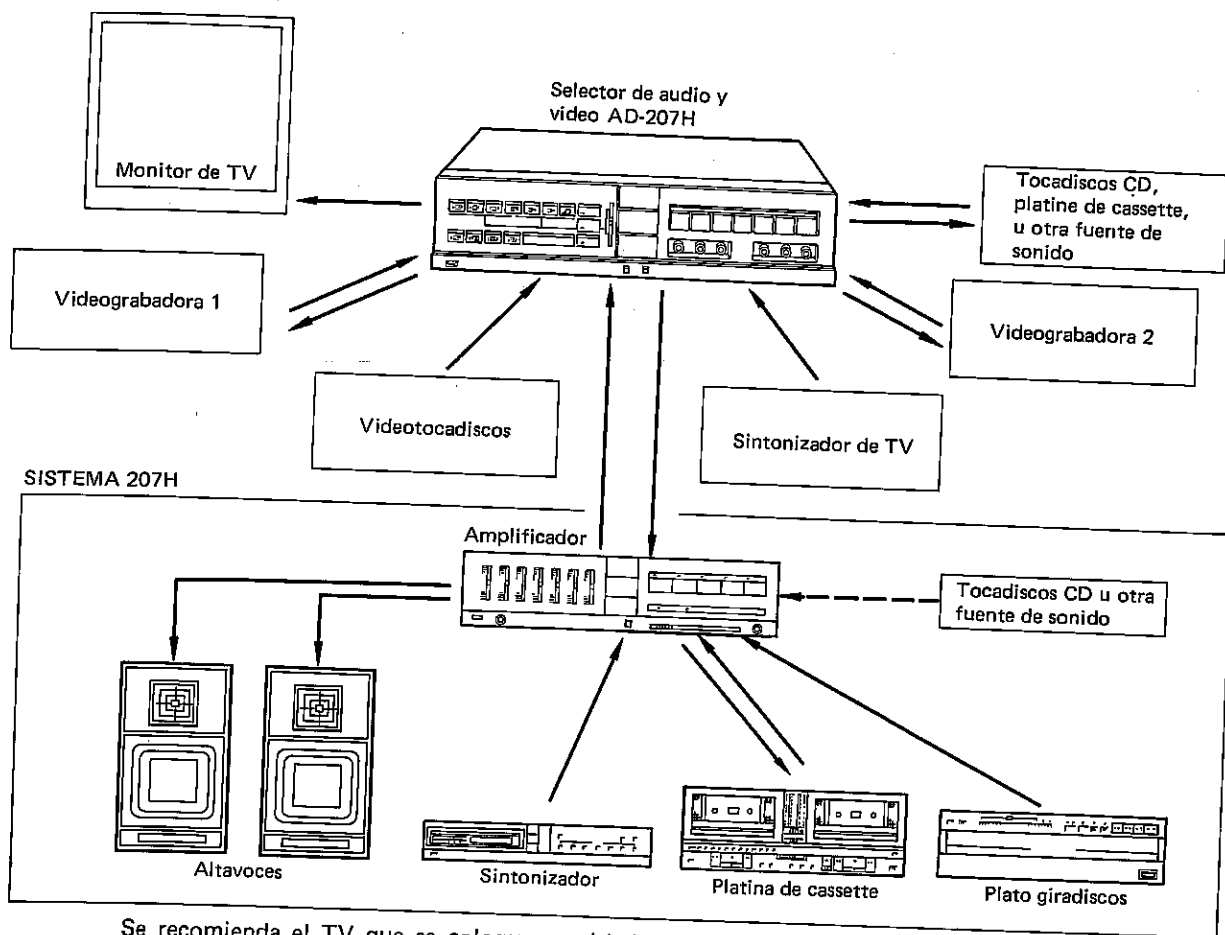 Selector de audio y
video AD-207H
Monitor de TV
Tocadiscos CD,
platine de cassette,
u otra fuente de
sonido
Videograbadora 1
Videograbadora 2
Videotocadiscos
Sintonizador de TV
SISTEMA 207H
Amplificador
Tocadiscos CD u otra
fuente de sonido
Altavoces
Sintonizador
Platina de cassette
Plato giradiscos
Se recomienda el TV que se